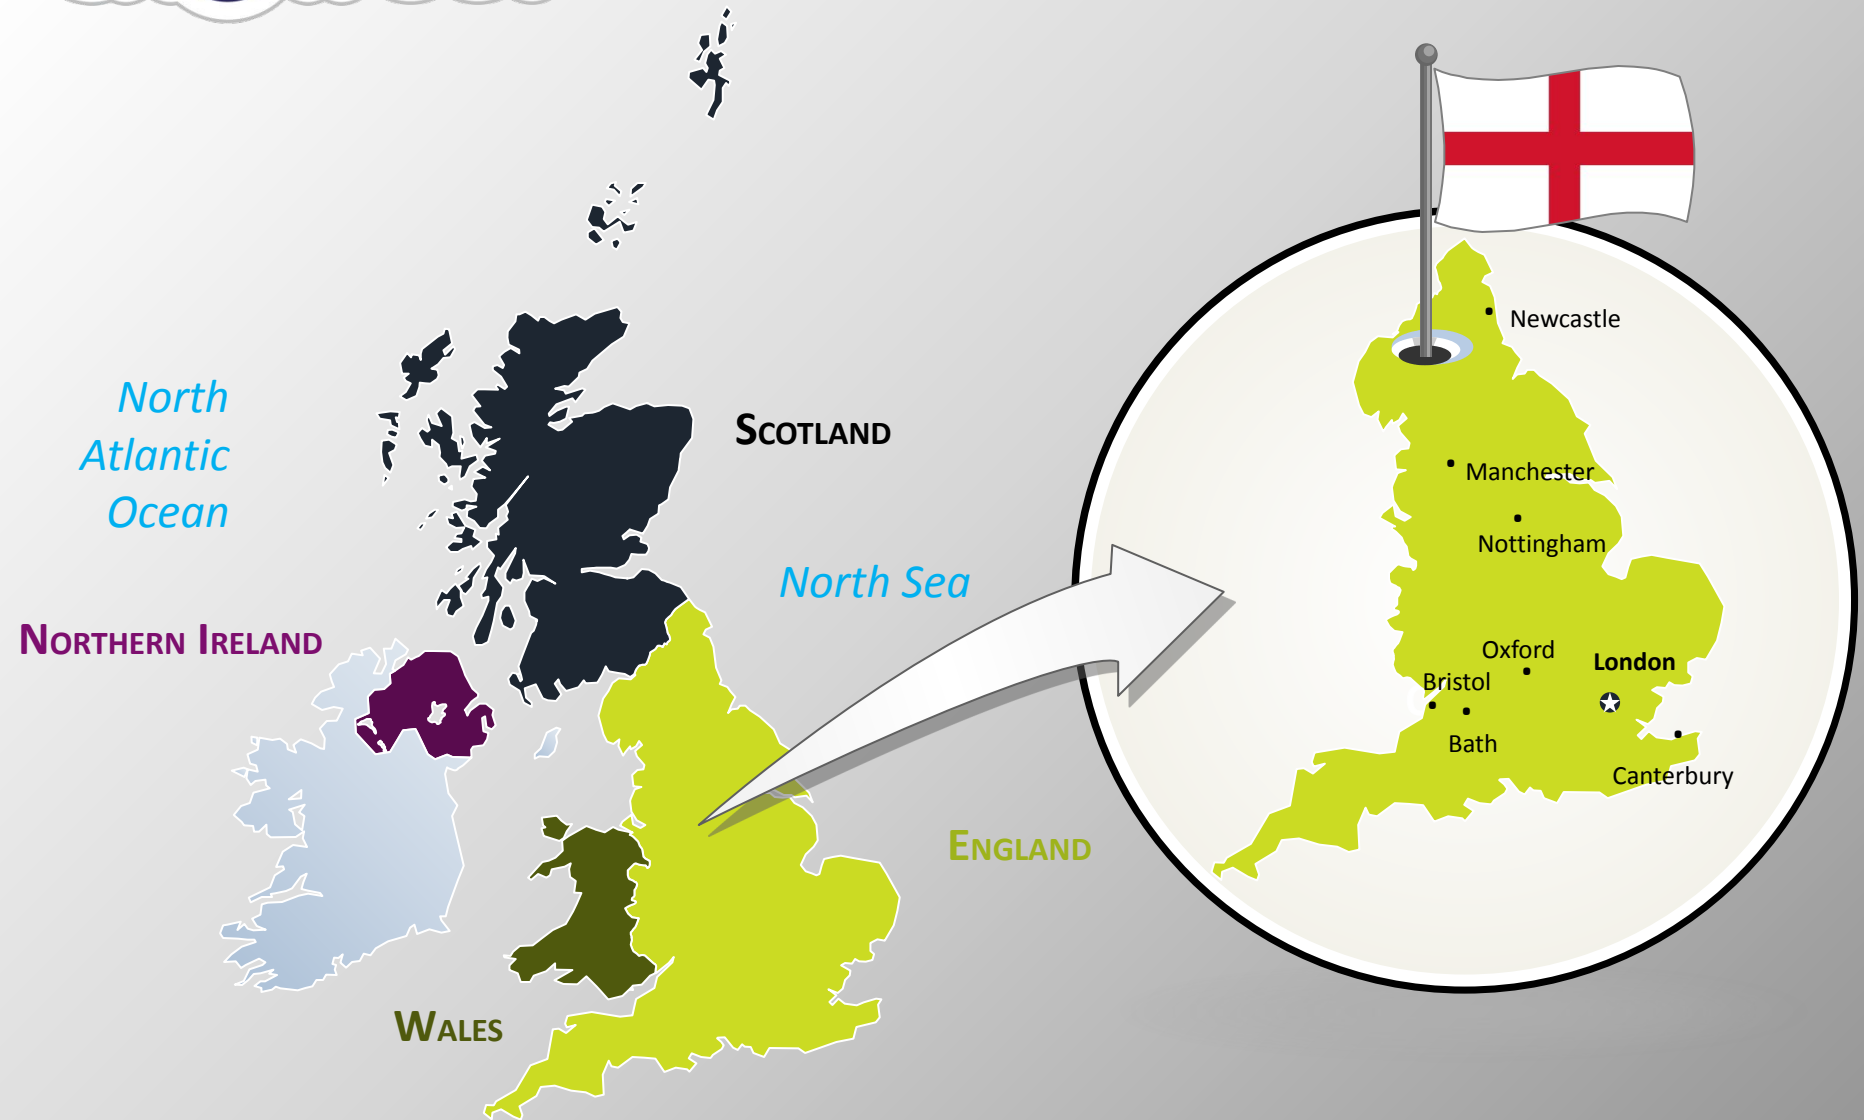 North
Atlantic
Ocean
SCOTLAND
North Sea
NORTHERN IRELAND
ENGLAND
WALES
Newcastle
Manchester
Nottingham
Oxford
London
Bristol
Bath
Canterbury